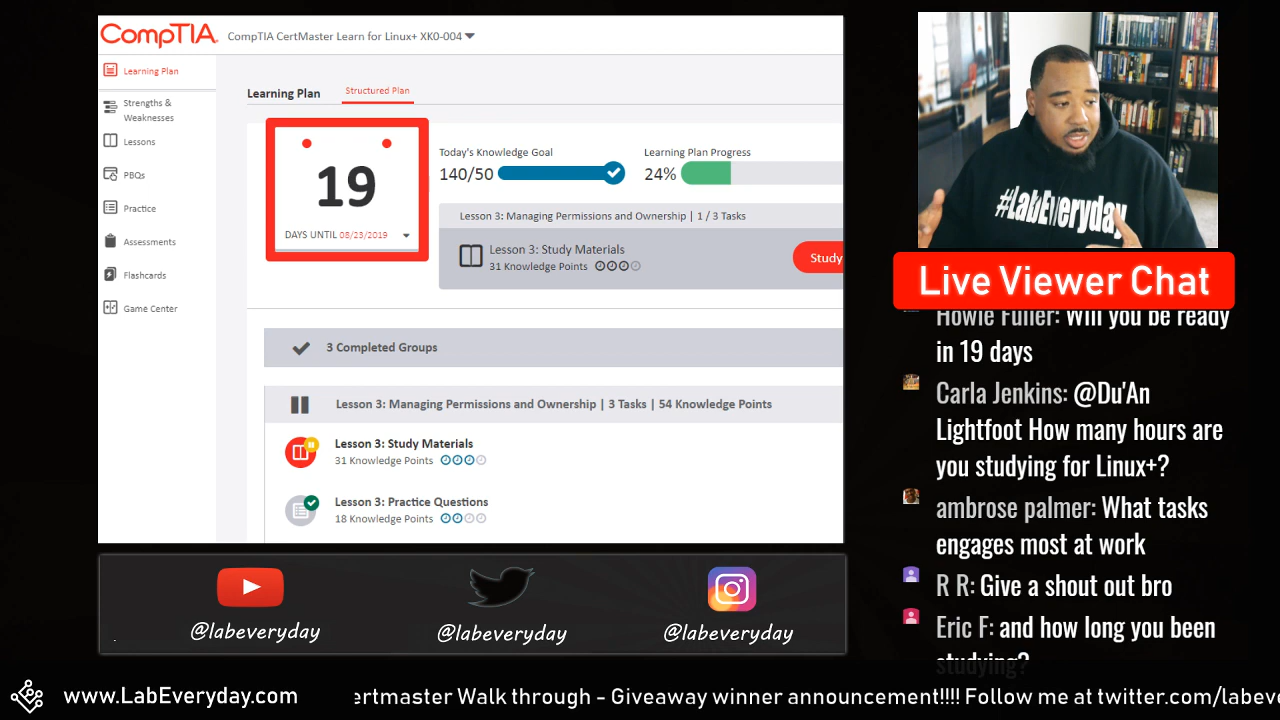 CompTIA.
CompTIA CertMaster Learn for Linux+ XK0-004
Learning Plan
Strengths &
Weaknesses
Lessons
PBQs
Practice
Assessments
Flashcards
Game Center
Learning Plan
Structured Plan
19
DAYS UNTIL 08/23/2019
Today's Knowledge Goal
140/50
Learning Plan Progress
24%
Lesson 3: Managing Permissions and Ownership | 1 / 3 Tasks
Lesson 3: Study Materials
31 Knowledge Points
Study
3 Completed Groups
Lesson 3: Managing Permissions and Ownership | 3 Tasks | 54 Knowledge Points
Lesson 3: Study Materials
31 Knowledge Points
Lesson 3: Practice Questions
18 Knowledge Points
#LabEveryday
Live Viewer Chat
Howie Fuller: Will you be ready
in 19 days
Carla Jenkins: @Du'An
Lightfoot How many hours are
you studying for Linux+?
ambrose palmer: What tasks
engages most at work
R R: Give a shout out bro
Eric F: and how long you been
studying?
@labeveryday
@labeveryday
@labeveryday
www.LabEveryday.com
ertmaster Walk through - Giveaway winner announcement!!!! Follow me at twitter.com/labev